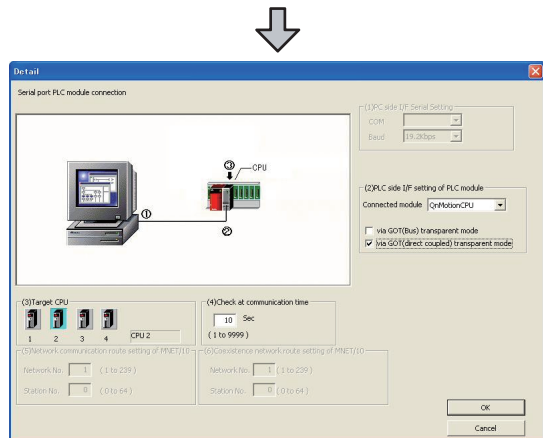 Detail
Serial port PLC module connection
(1)PC side I/F Serial Setting
COM
Baud 19.2Kbps
③
CPU
①
②
(2)PLC side I/F setting of PLC module
Connected module QnMotionCPU
via GOT(Bus) transparent mode
via GOT(direct coupled) transparent mode
(3)Target CPU
1 2 3 4 CPU 2
(4)Check at communication time
10 Sec
( 1 to 9999 )
(5)Network communication route setting of MNET/10
Network No. 1 ( 1 to 239 )
Station No. 0 ( 0 to 64 )
(6)Coexistence network route setting of MNET/10
Network No. 1 ( 1 to 239 )
Station No. 0 ( 0 to 64 )
OK
Cancel